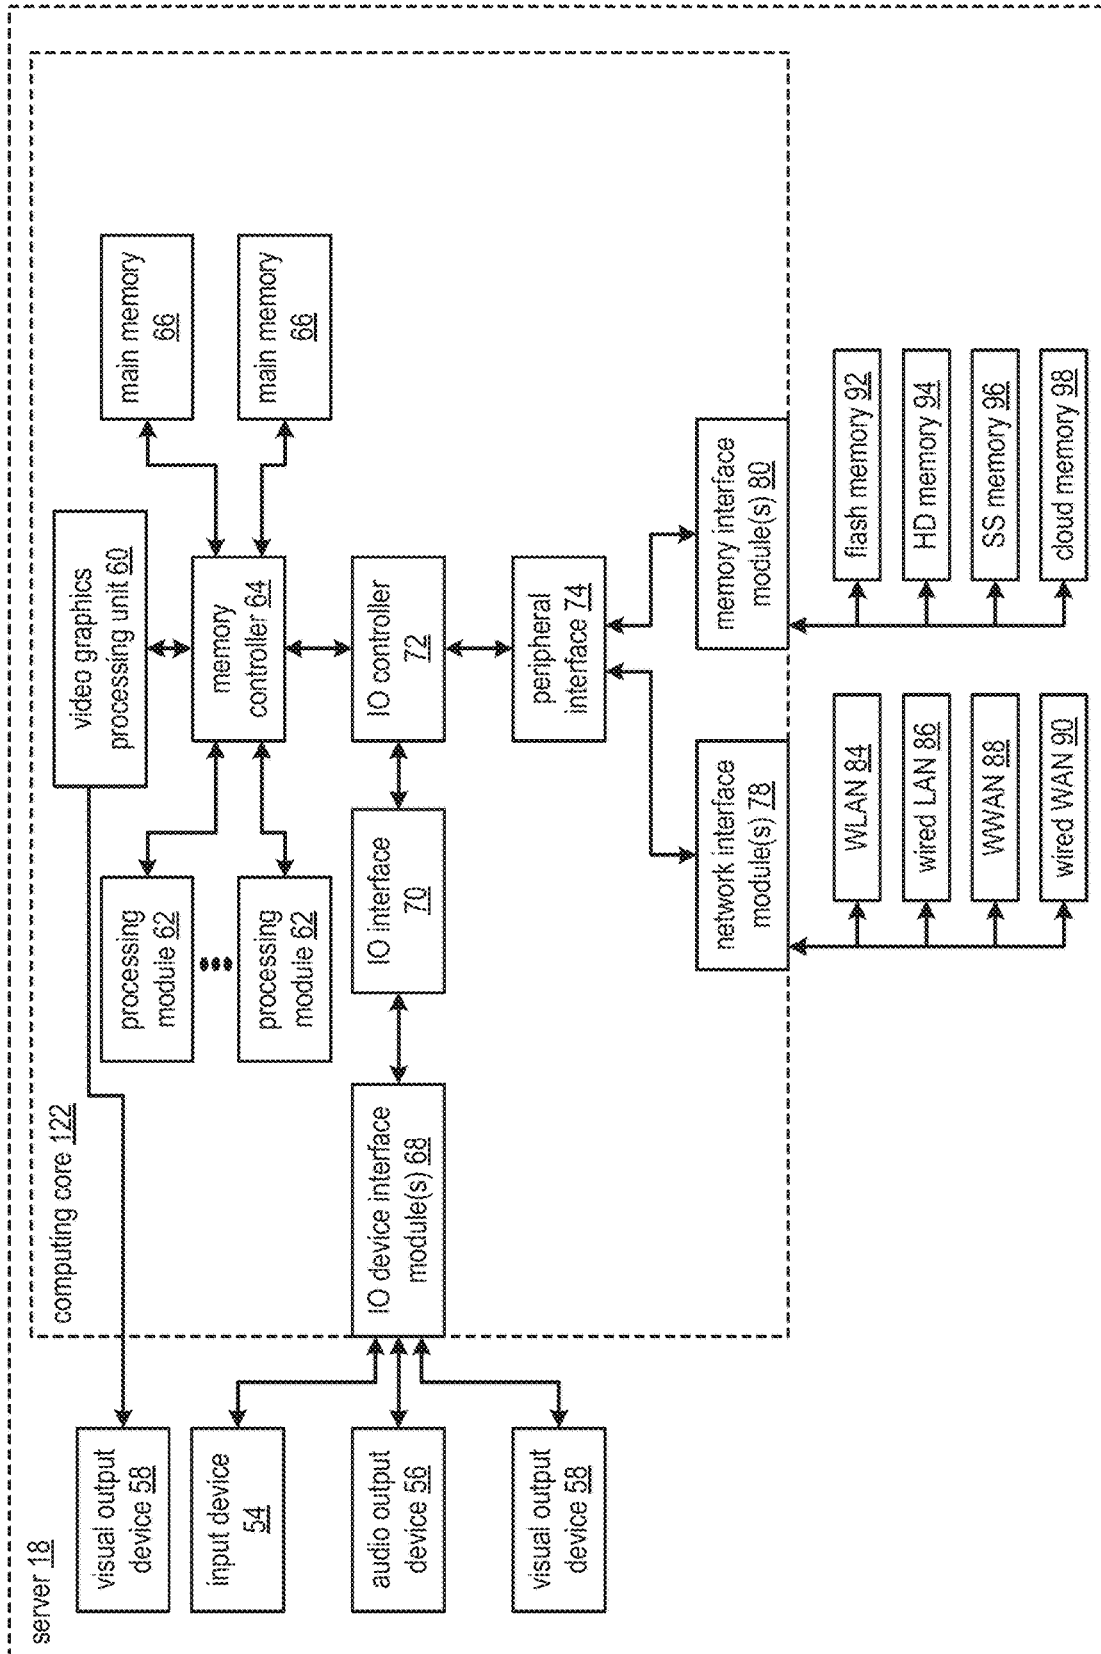 server 18
computing core 122
visual output
device 58
input device
54
audio output
device 56
visual output
device 58
video graphics
processing unit 60
processing
module 62
processing
module 62
memory
controller 64
main memory
66
main memory
66
IO device interface
module(s) 68
IO interface
70
IO controller
72
peripheral
interface 74
network interface
module(s) 78
memory interface
module(s) 80
WLAN 84
wired LAN 86
WWAN 88
wired WAN 90
flash memory 92
HD memory 94
SS memory 96
cloud memory 98